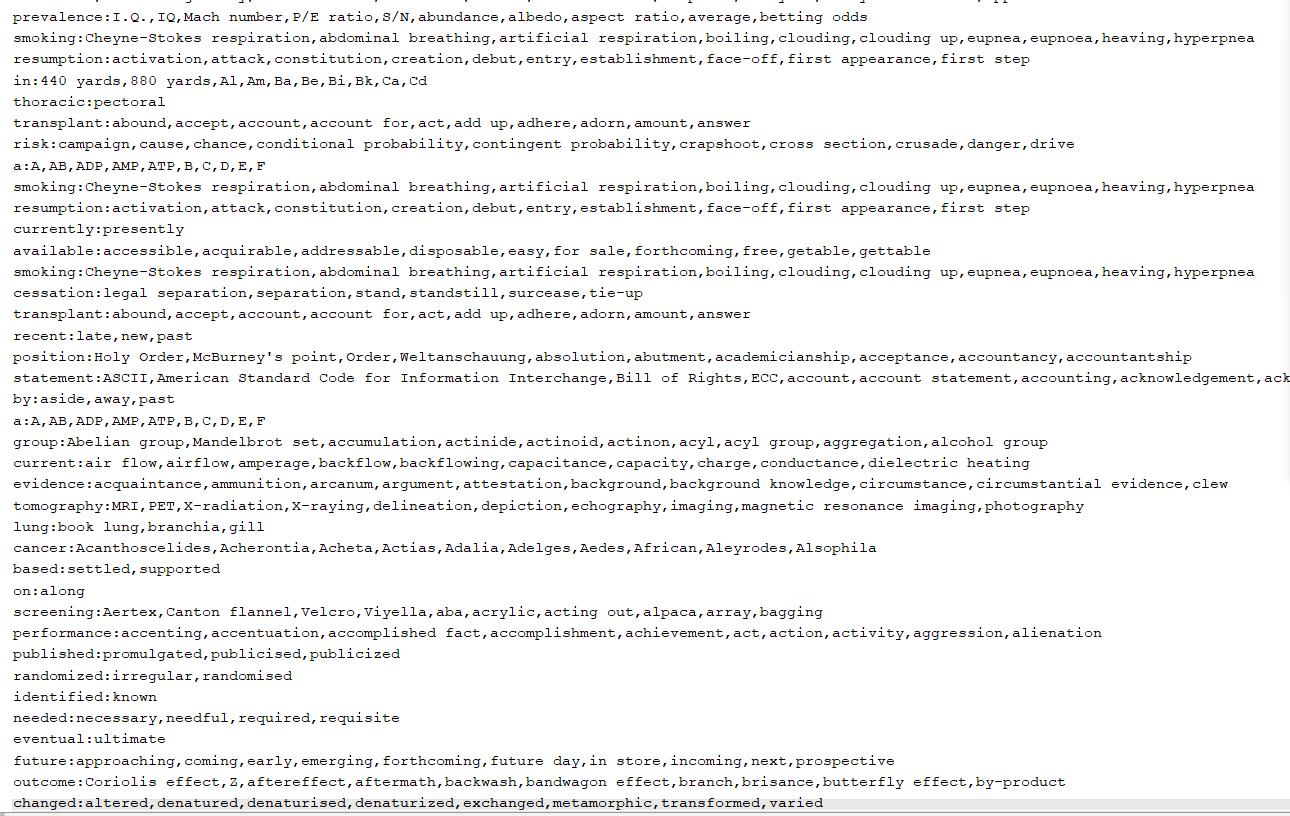 prevalence:I.Q.,IQ,Mach number,P/E ratio,S/N,abundance,albedo,aspect ratio,average,betting odds
smoking:Cheyne-Stokes respiration,abdominal breathing,artificial respiration,boiling,clouding,clouding up,eupnea,eupnoea,heaving,hyperpnea
resumption:activation,attack,constitution,creation,debut,entry,establishment,face-off,first appearance,first step
in:440 yards,880 yards,Al,Am,Ba,Be,Bi,Bk,Ca,Cd
thoracic:pectoral
transplant:abound,accept,account,account for,act,add up,adhere,adorn,amount,answer
risk:campaign,cause,chance,conditional probability,contingent probability,crapshoot,cross section,crusade,danger,drive
a:A,AB,ADP,AMP,ATP,B,C,D,E,F
smoking:Cheyne-Stokes respiration,abdominal breathing,artificial respiration,boiling,clouding,clouding up,eupnea,eupnoea,heaving,hyperpnea
resumption:activation,attack,constitution,creation,debut,entry,establishment,face-off,first appearance,first step
currently:presently
available:accessible,acquirable,addressable,disposable,easy,for sale,forthcoming,free,getable,gettable
smoking:Cheyne-Stokes respiration,abdominal breathing,artificial respiration,boiling,clouding,clouding up,eupnea,eupnoea,heaving,hyperpnea
cessation:legal separation,separation,stand,standstill,surcease,tie-up
transplant:abound,accept,account,account for,act,add up,adhere,adorn,amount,answer
recent:late,new,past
position:Holy Order,McBurney's point,Order,Weltanschauung,absolution,abutment,academicianship,acceptance,accountancy,accountantship
statement:ASCII,American Standard Code for Information Interchange,Bill of Rights,ECC,account,account statement,accounting,acknowledgement,ack
by:aside,away,past
a:A,AB,ADP,AMP,ATP,B,C,D,E,F
group:Abelian group,Mandelbrot set,accumulation,actinide,actinoid,actinon,acyl,acyl group,aggregation,alcohol group
current:air flow,airflow,amperage,backflow,backflowing,capacitance,capacity,charge,conductance,dielectric heating
evidence:acquaintance,ammunition,arcanum,argument,attestation,background,background knowledge,circumstance,circumstantial evidence,clew
tomography:MRI,PET,X-radiation,X-raying,delineation,depiction,echography,imaging,magnetic resonance imaging,photography
lung:book lung,branchia,gill
cancer:Acanthoscelides,Acherontia,Acheta,Actias,Adalia,Adelges,Aedes,African,Aleyrodes,Alsophila
based:settled,supported
on:along
screening:Aertex,Canton flannel,Velcro,Viyella,aba,acrylic,acting out,alpaca,array,bagging
performance:accenting,accentuation,accomplished fact,accomplishment,achievement,act,action,activity,aggression,alienation
published:promulgated,publicised,publicized
randomized:irregular,randomised
identified:known
needed:necessary,needful,required,requisite
eventual:ultimate
future:approaching,coming,early,emerging,forthcoming,future day,in store,incoming,next,prospective
outcome:Coriolis effect,Z,aftereffect,aftermath,backwash,bandwagon effect,branch,brisance,butterfly effect,by-product
changed:altered,denatured,denaturised,denaturized,exchanged,metamorphic,transformed,varied